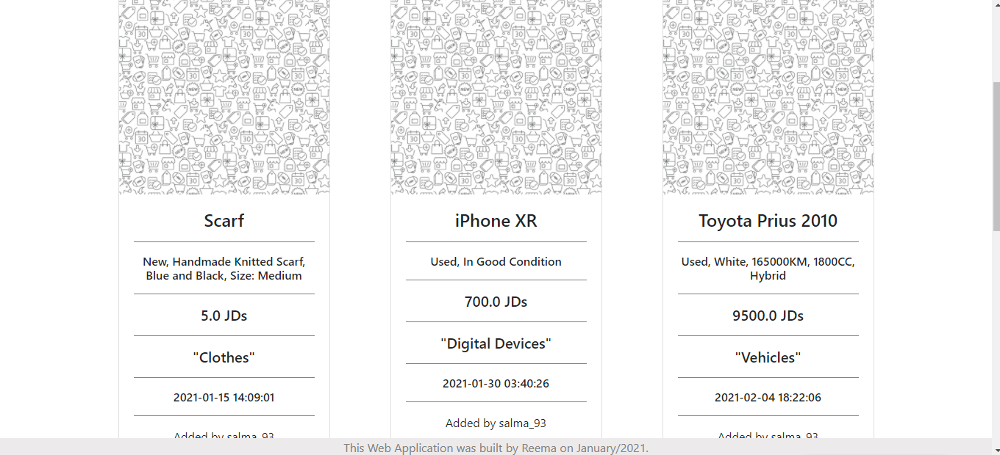 Scarf
New, Handmade Knitted Scarf,
Blue and Black, Size: Medium
5.0 JDs
"Clothes"
2021-01-15 14:09:01
Added by salma_93
iPhone XR
Used, In Good Condition
700.0 JDs
"Digital Devices"
2021-01-30 03:40:26
Added by salma_93
Toyota Prius 2010
Used, White, 165000KM, 1800CC,
Hybrid
9500.0 JDs
"Vehicles"
2021-02-04 18:22:06
Added by salma_93
This Web Application was built by Reema on January/2021.